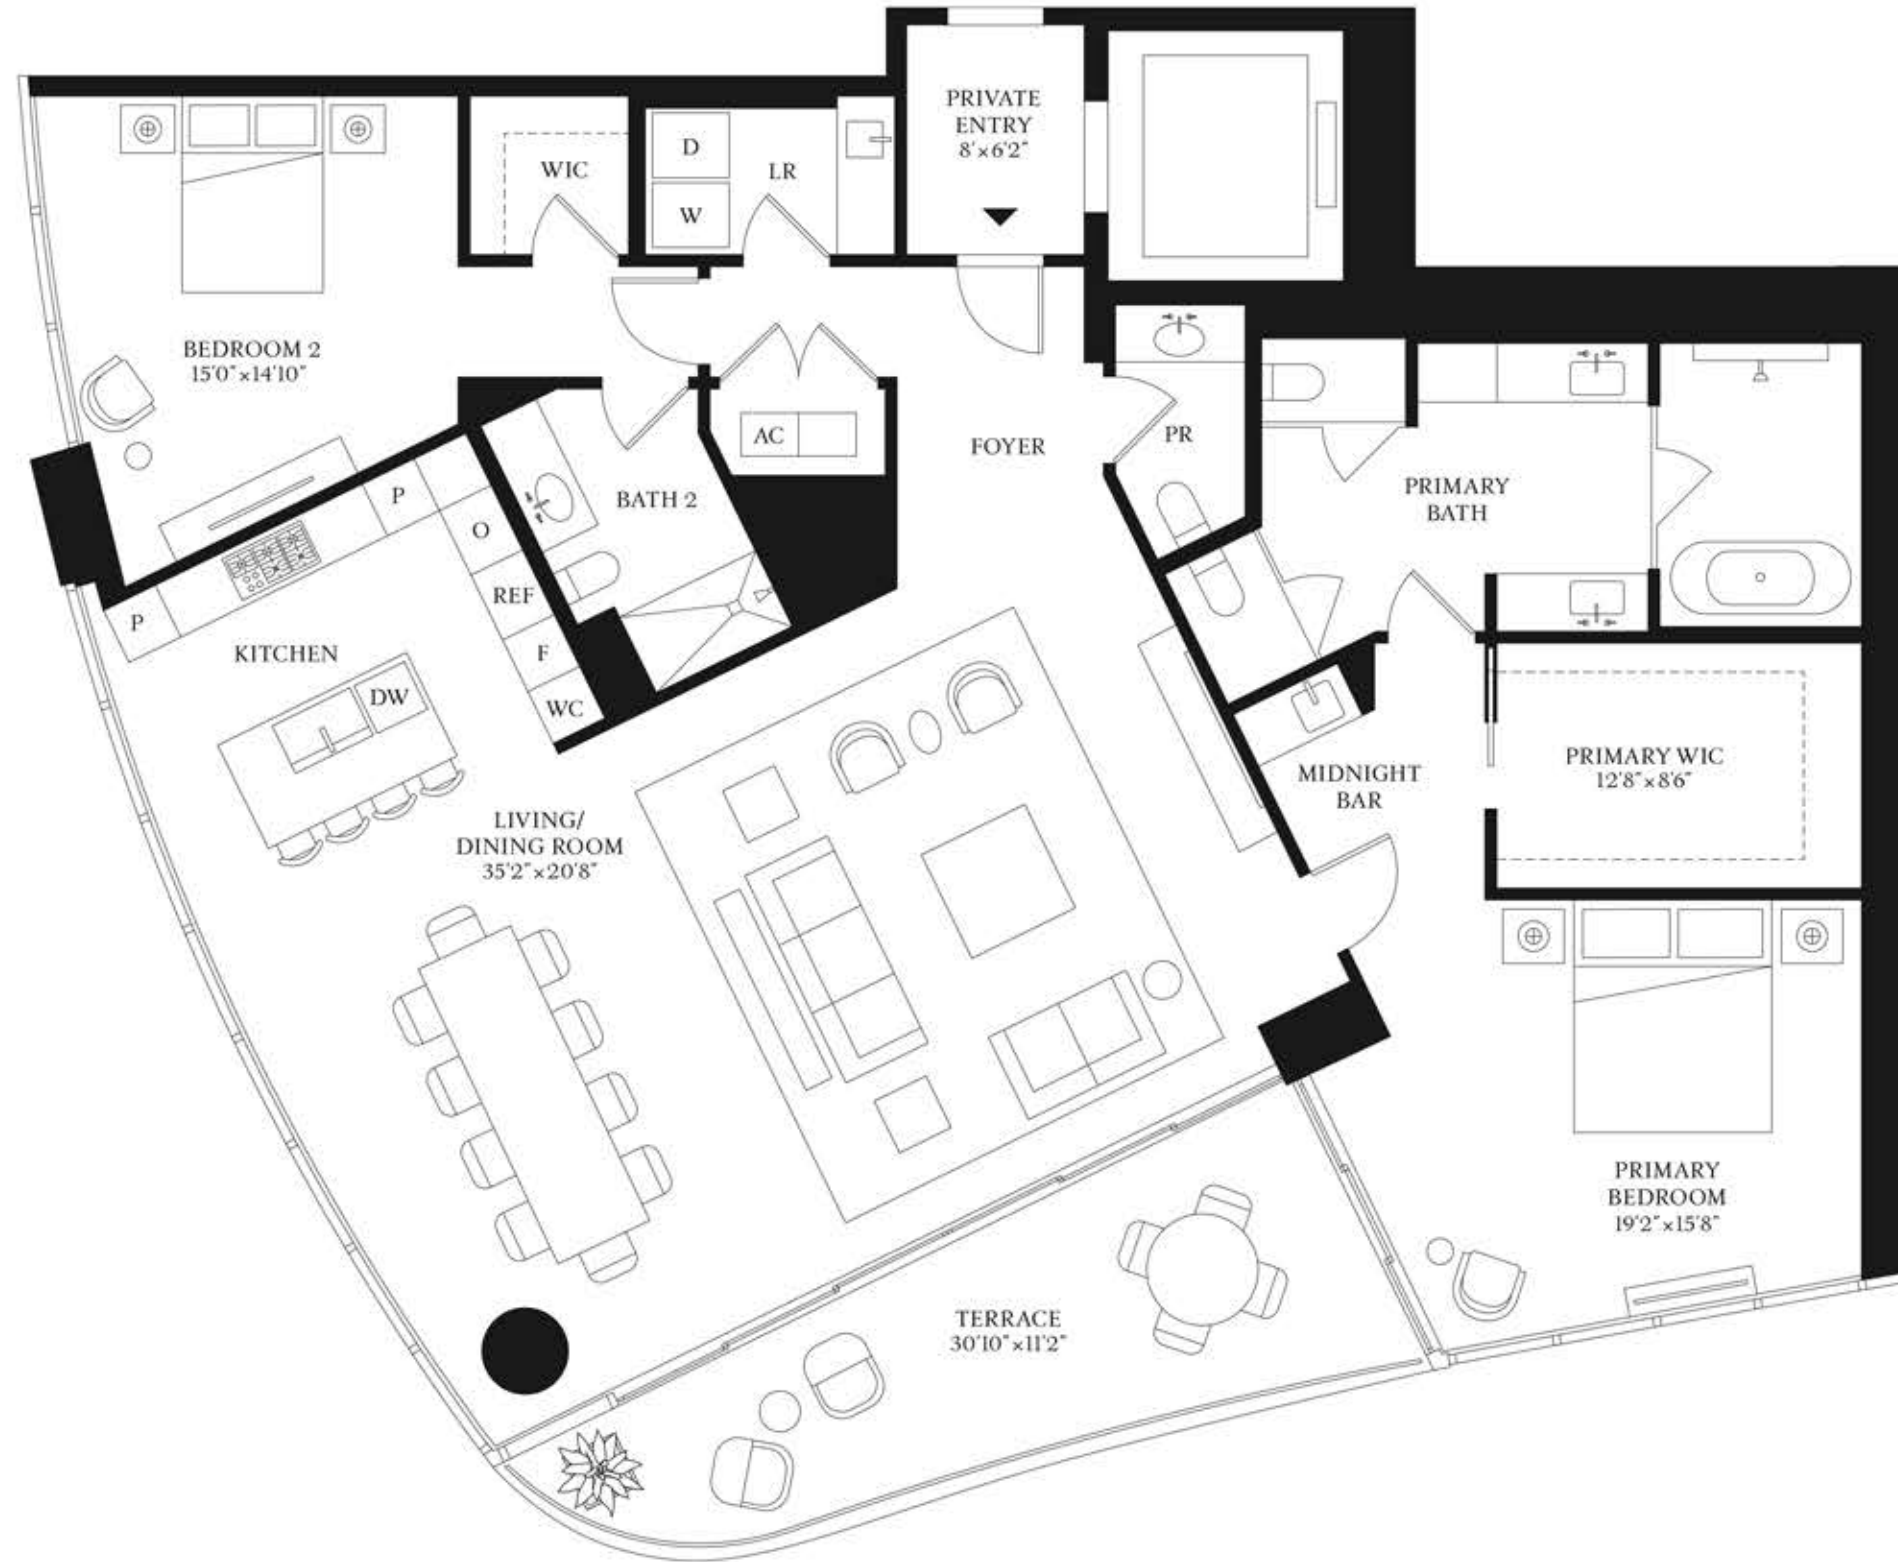 PRIVATE
ENTRY
8'×6'2"
D
W
WIC
LR
BEDROOM 2
15'0"×14'10"
AC
FOYER
PR
BATH 2
PRIMARY
BATH
P
O
REF
F
WC
P
KITCHEN
DW
LIVING/
DINING ROOM
35'2"×20'8"
MIDNIGHT
BAR
PRIMARY WIC
12'8"×8'6"
PRIMARY
BEDROOM
19'2"×15'8"
TERRACE
30'10"×11'2"